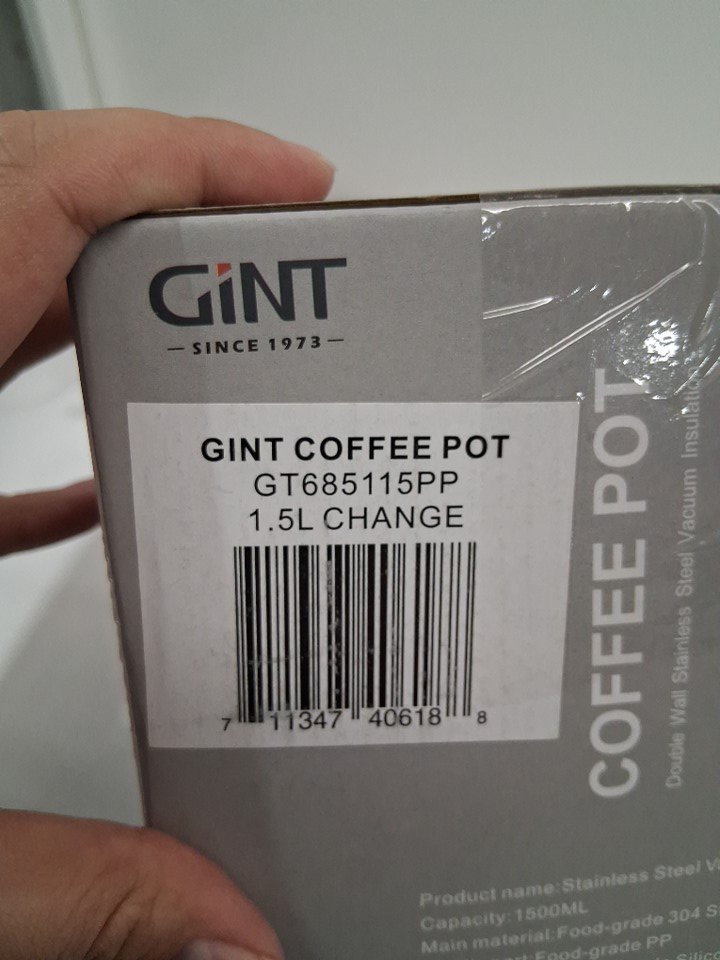 GiNT
SINCE 1973
GINT COFFEE POT
GT685115PP
1.5L CHANGE
7 11347 40618 8
COFFEE POT
Double Wall Stainless Steel Vacuum
Product name:Stainless Steel
Capacity:1500ML
Main material:Food-grade 304
Food-grade PP